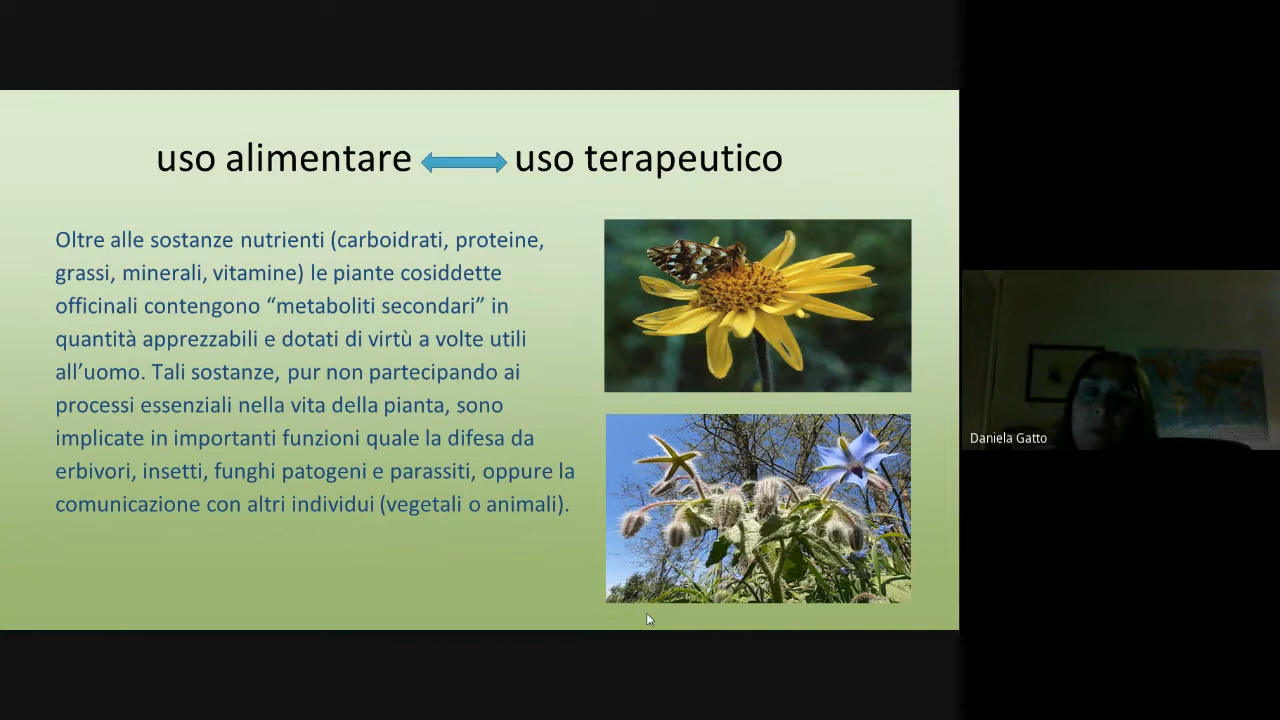 uso alimentare uso terapeutico
Oltre alle sostanze nutrienti (carboidrati, proteine,
grassi, minerali, vitamine) le piante cosiddette
officinali contengono “metaboliti secondari” in
quantità apprezzabili e dotati di virtù a volte utili
all’uomo. Tali sostanze, pur non partecipando ai
processi essenziali nella vita della pianta, sono
implicate in importanti funzioni quale la difesa da
erbivori, insetti, funghi patogeni e parassiti, oppure la
comunicazione con altri individui (vegetali o animali).
Daniela Gatto